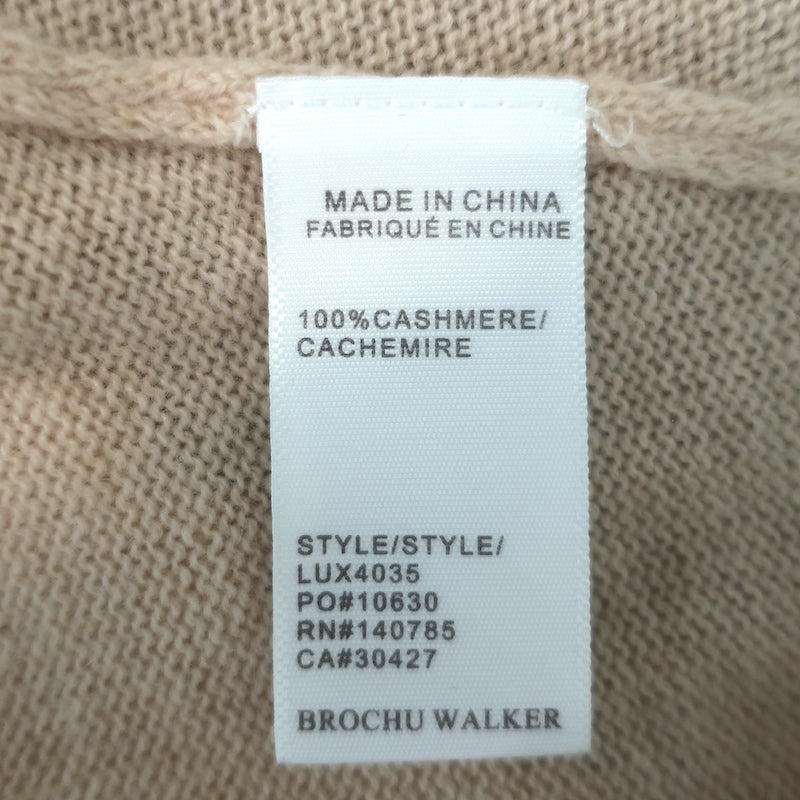 MADE IN CHINA
FABRIQUÉ EN CHINE
100%CASHMERE/
CACHEMIRE
STYLE/STYLE/
LUX4035
PO#10630
RN#140785
CA#30427
BROCHU WALKER